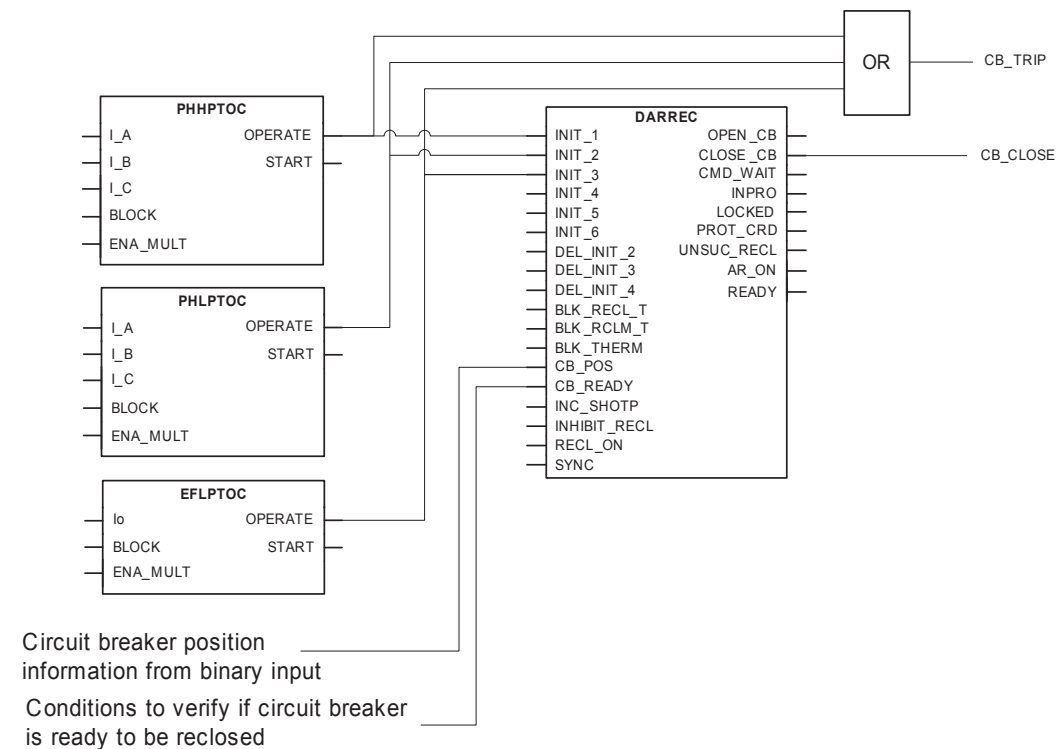 OR
CB_TRIP
PHHPTOC
I_A
OPERATE
I_B
START
I_C
BLOCK
ENA_MULT
DARREC
INIT_1
OPEN_CB
INIT_2
CLOSE_CB
CB_CLOSE
INIT_3
CMD_WAIT
INIT_4
INPRO
INIT_5
LOCKED
INIT_6
PROT_CRD
DEL_INIT_2
UNSUC_RECL
DEL_INIT_3
AR_ON
DEL_INIT_4
READY
BLK_RECL_T
BLK_RCLM_T
BLK_THERM
CB_POS
CB_READY
INC_SHOTP
INHIBIT_RECL
RECL_ON
SYNC
PHLPTOC
I_A
OPERATE
I_B
START
I_C
BLOCK
ENA_MULT
EFLPTOC
Io
OPERATE
BLOCK
START
ENA_MULT
Circuit breaker position
information from binary input
Conditions to verify if circuit breaker
is ready to be reclosed